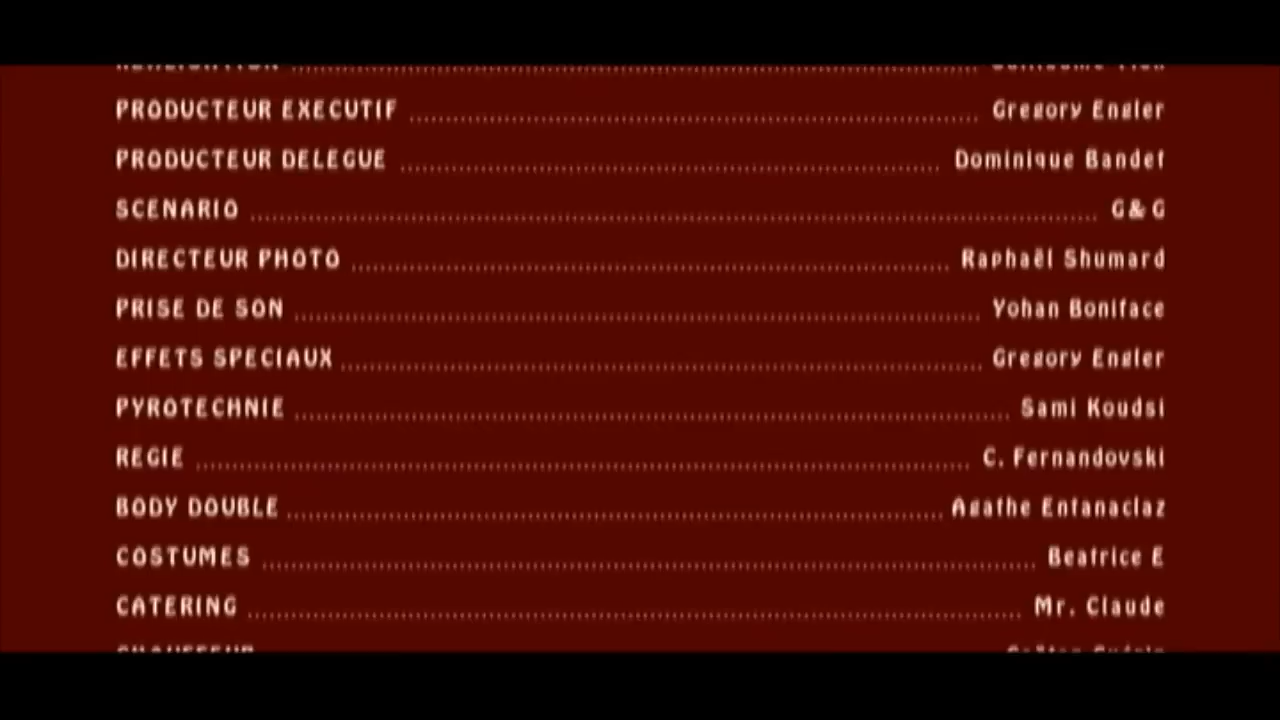 PRODUCTEUR EXECUTIF ........ Gregory Engler
PRODUCTEUR DELEGUE ........ Dominique Bandet
SCENARIO ........ G & G
DIRECTEUR PHOTO ........ Raphaël Shumard
PRISE DE SON ........ Yohan Boniface
EFFETS SPECIAUX ........ Gregory Engler
PYROTECHNIE ........ Sami Koudsi
REGIE ........ C. Fernandovski
BODY DOUBLE ........ Agathe Entanaclaz
COSTUMES ........ Beatrice E
CATERING ........ Mr. Claude